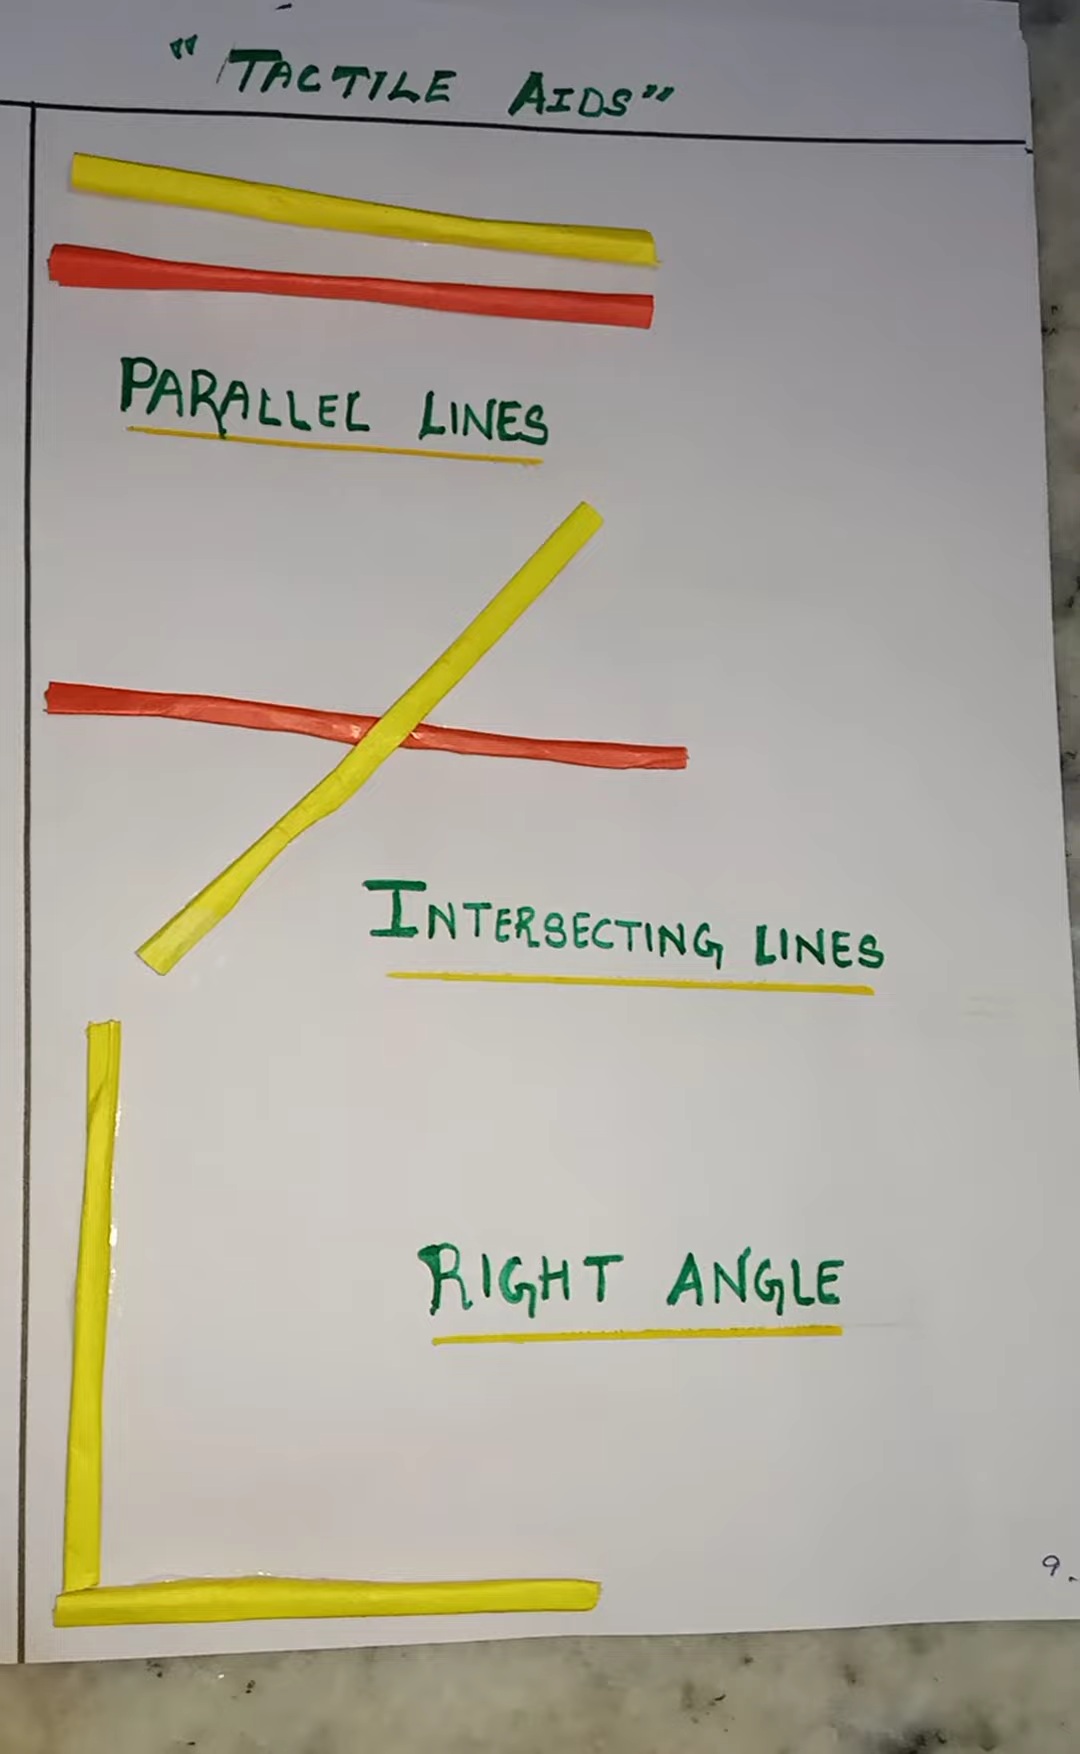 "TACTILE AIDS"
PARALLEL LINES
INTERSECTING LINES
RIGHT ANGLE
9.